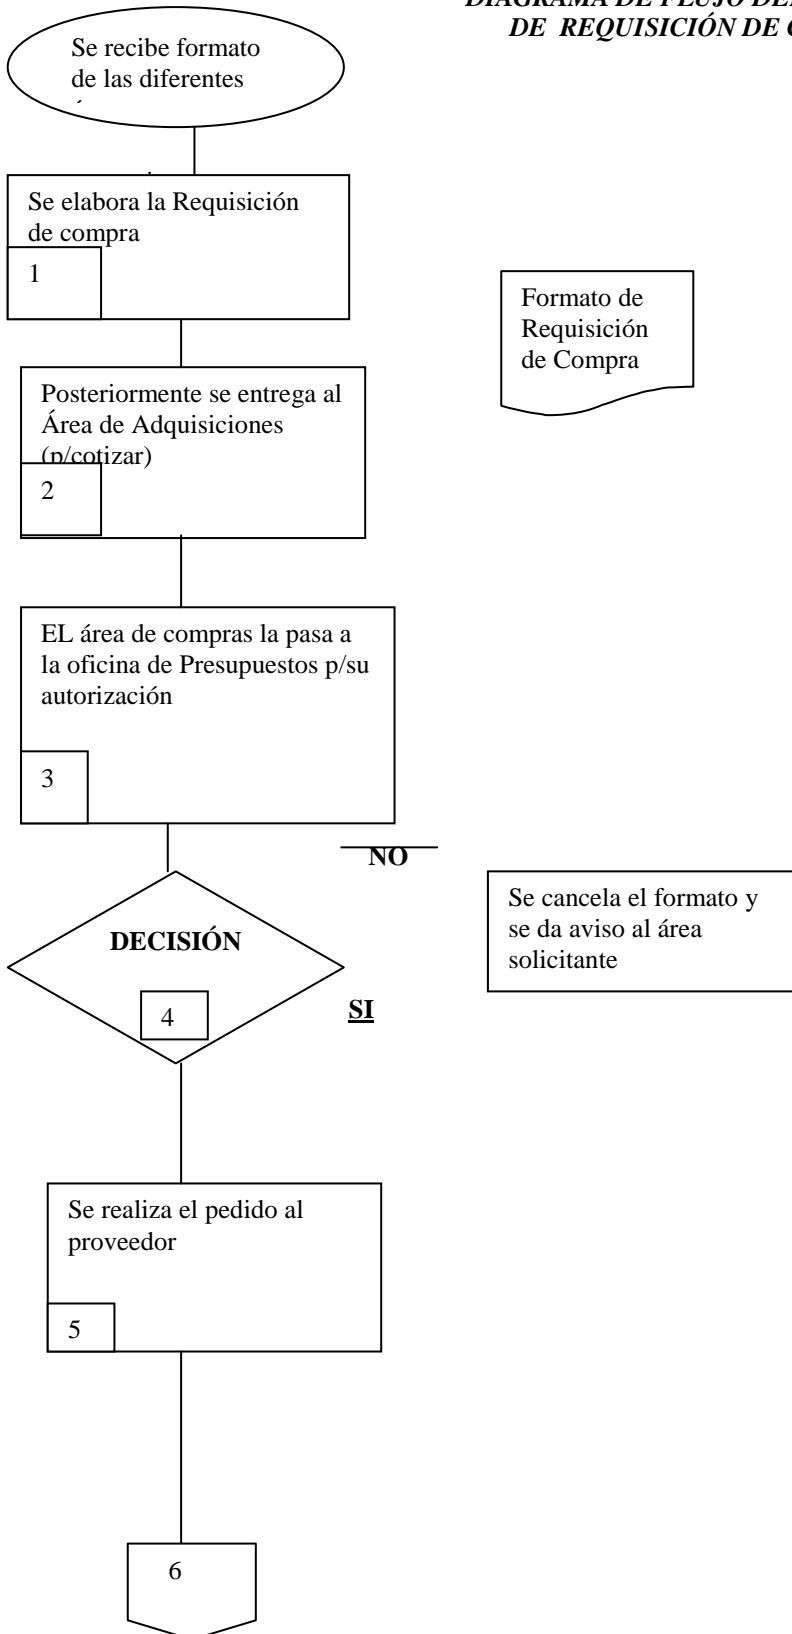 DIAGRAMA DE FLUJO
DE REQUISICIÓN DE
Se recibe formato
de las diferentes
Se elabora la Requisición
de compra
1
Formato de
Requisición
de Compra
Posteriormente se entrega al
Área de Adquisiciones
(p/cotizar)
2
EL área de compras la pasa a
la oficina de Presupuestos p/su
autorización
3
NO
DECISIÓN
4
SI
Se cancela el formato y
se da aviso al área
solicitante
Se realiza el pedido al
proveedor
5
6